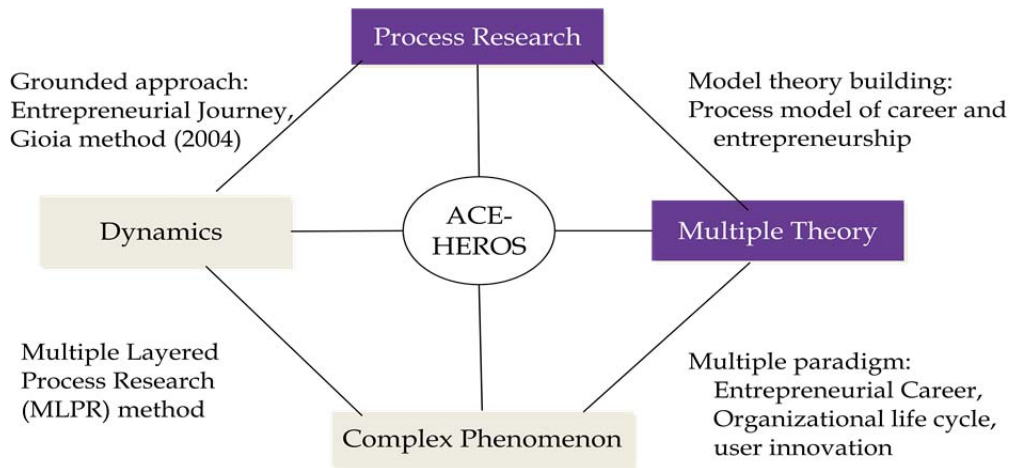 Process Research
Grounded approach:
Entrepreneurial Journey,
Gioia method (2004)
Model theory building:
Process model of career and
entrepreneurship
Dynamics
ACE-
HEROS
Multiple Theory
Multiple Layered
Process Research
(MLPR) method
Multiple paradigm:
Entrepreneurial Career,
Organizational life cycle,
user innovation
Complex Phenomenon